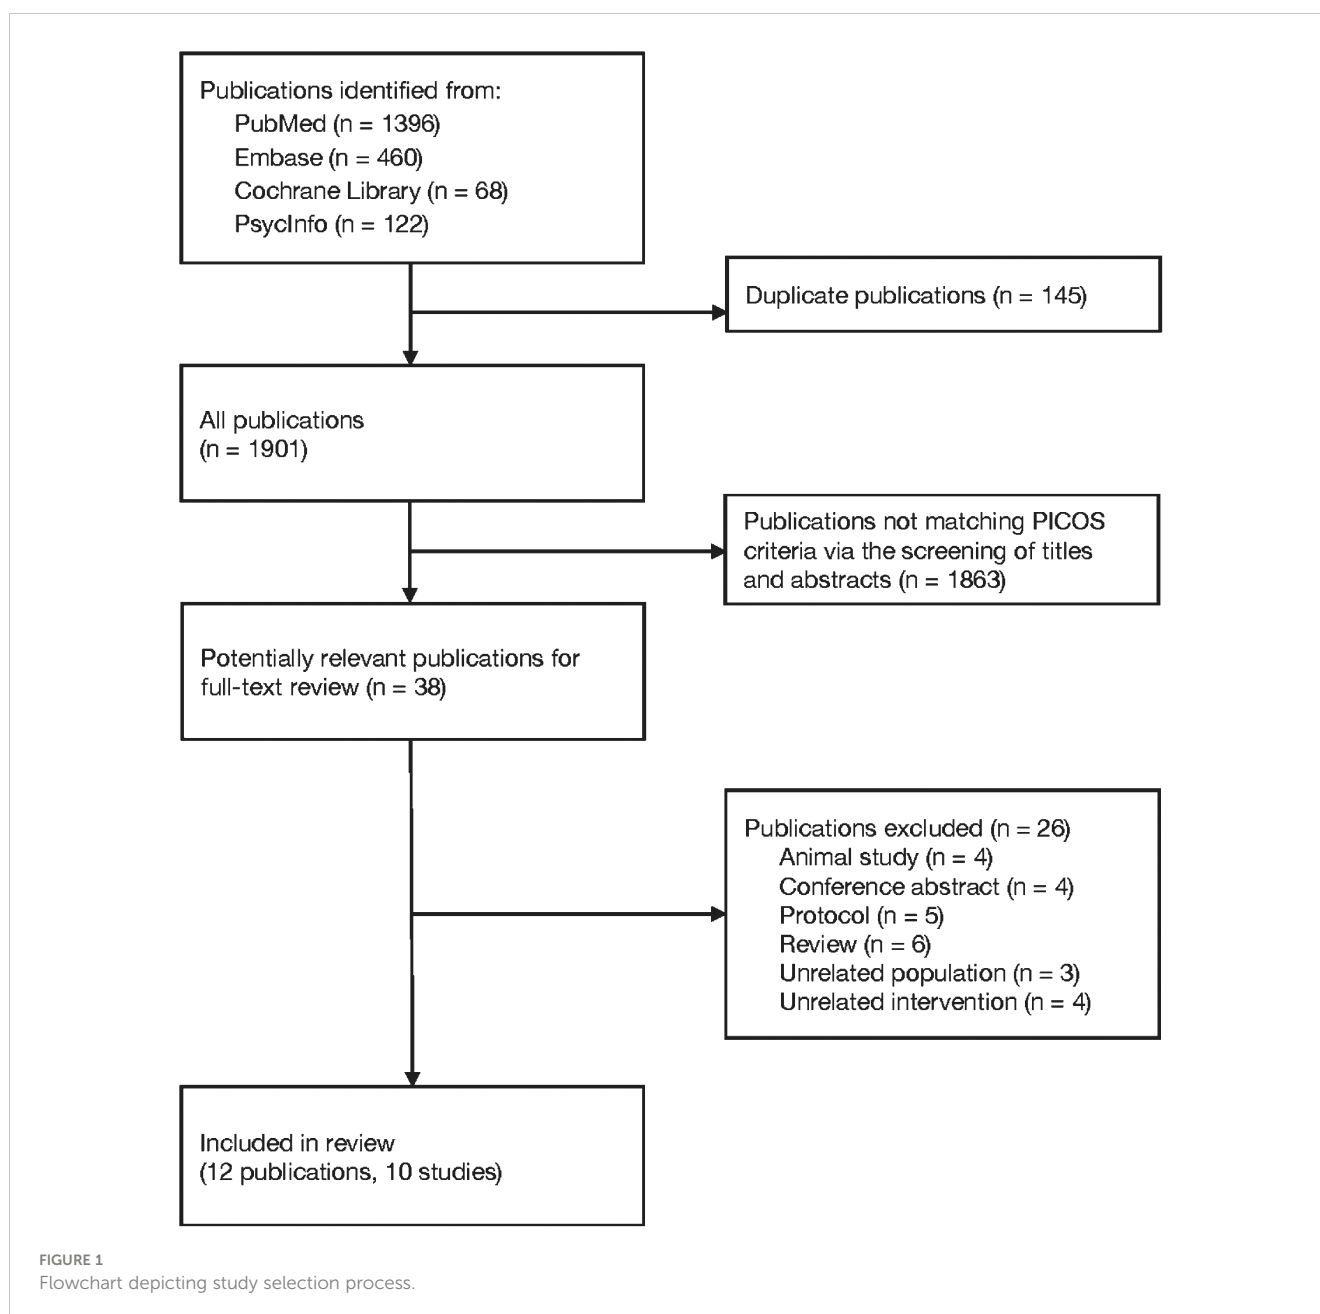 Publications identified from:
PubMed (n = 1396)
Embase (n = 460)
Cochrane Library (n = 68)
PsycInfo (n = 122)
Duplicate publications (n = 145)
All publications
(n = 1901)
Publications not matching PICOS
criteria via the screening of titles
and abstracts (n = 1863)
Potentially relevant publications for
full-text review (n = 38)
Publications excluded (n = 26)
Animal study (n = 4)
Conference abstract (n = 4)
Protocol (n = 5)
Review (n = 6)
Unrelated population (n = 3)
Unrelated intervention (n = 4)
Included in review
(12 publications, 10 studies)
FIGURE 1
Flowchart depicting study selection process.